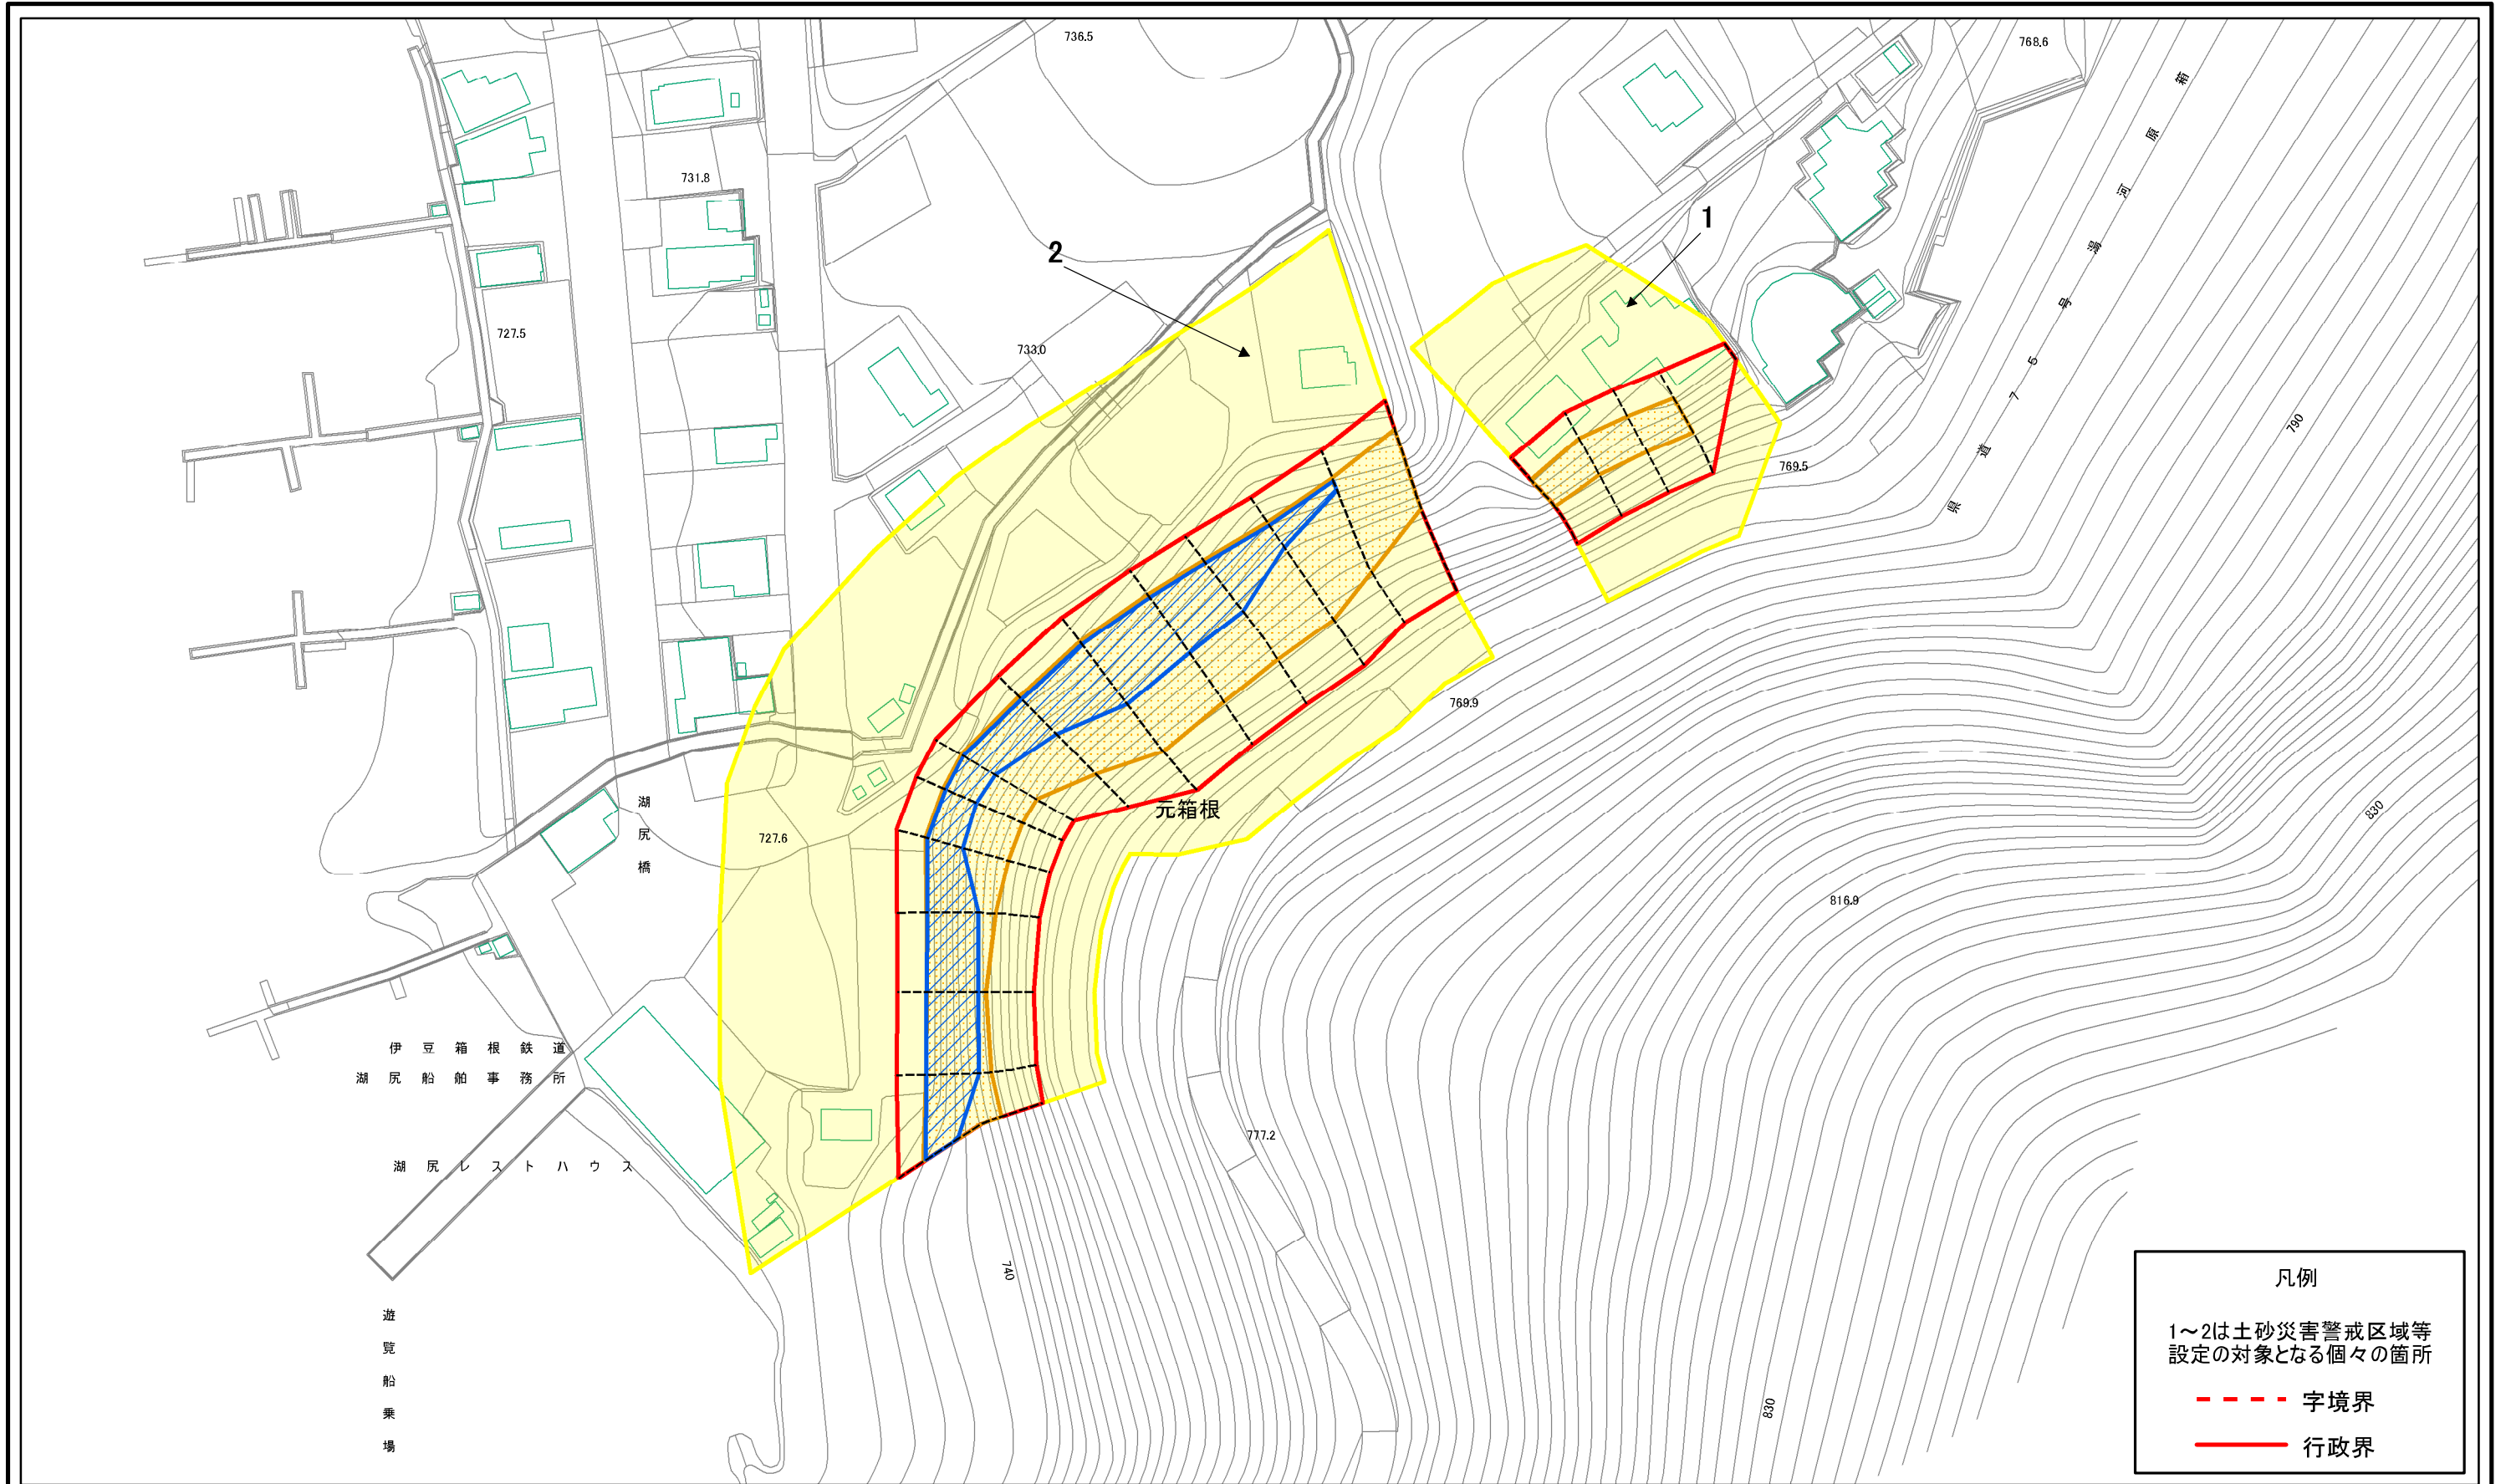 736.5
768.6
731.8
県道75号湯河原箱
1
2
727.5
733.0
790
769.5
769.9
元箱根
湖尻橋
727.6
830
816.9
伊豆箱根鉄道
湖尻船舶事務所
777.2
湖尻レストハウス
740
遊覧船乗場
830
凡例
1～2は土砂災害警戒区域等
設定の対象となる個々の箇所
字境界
行政界